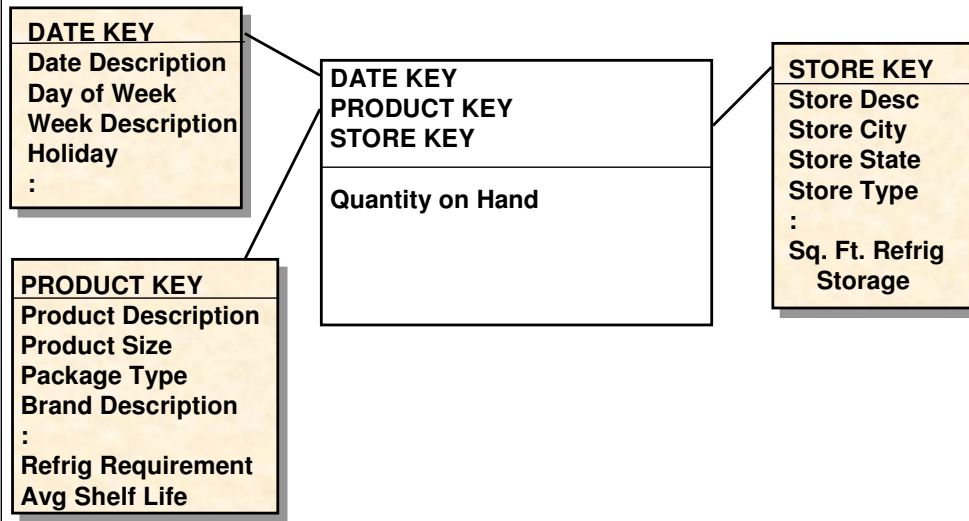 DATE KEY
Date Description
Day of Week
Week Description
Holiday
:
PRODUCT KEY
Product Description
Product Size
Package Type
Brand Description
:
Refrig Requirement
Avg Shelf Life
DATE KEY
PRODUCT KEY
STORE KEY
Quantity on Hand
STORE KEY
Store Desc
Store City
Store State
Store Type
:
Sq. Ft. Refrig
Storage